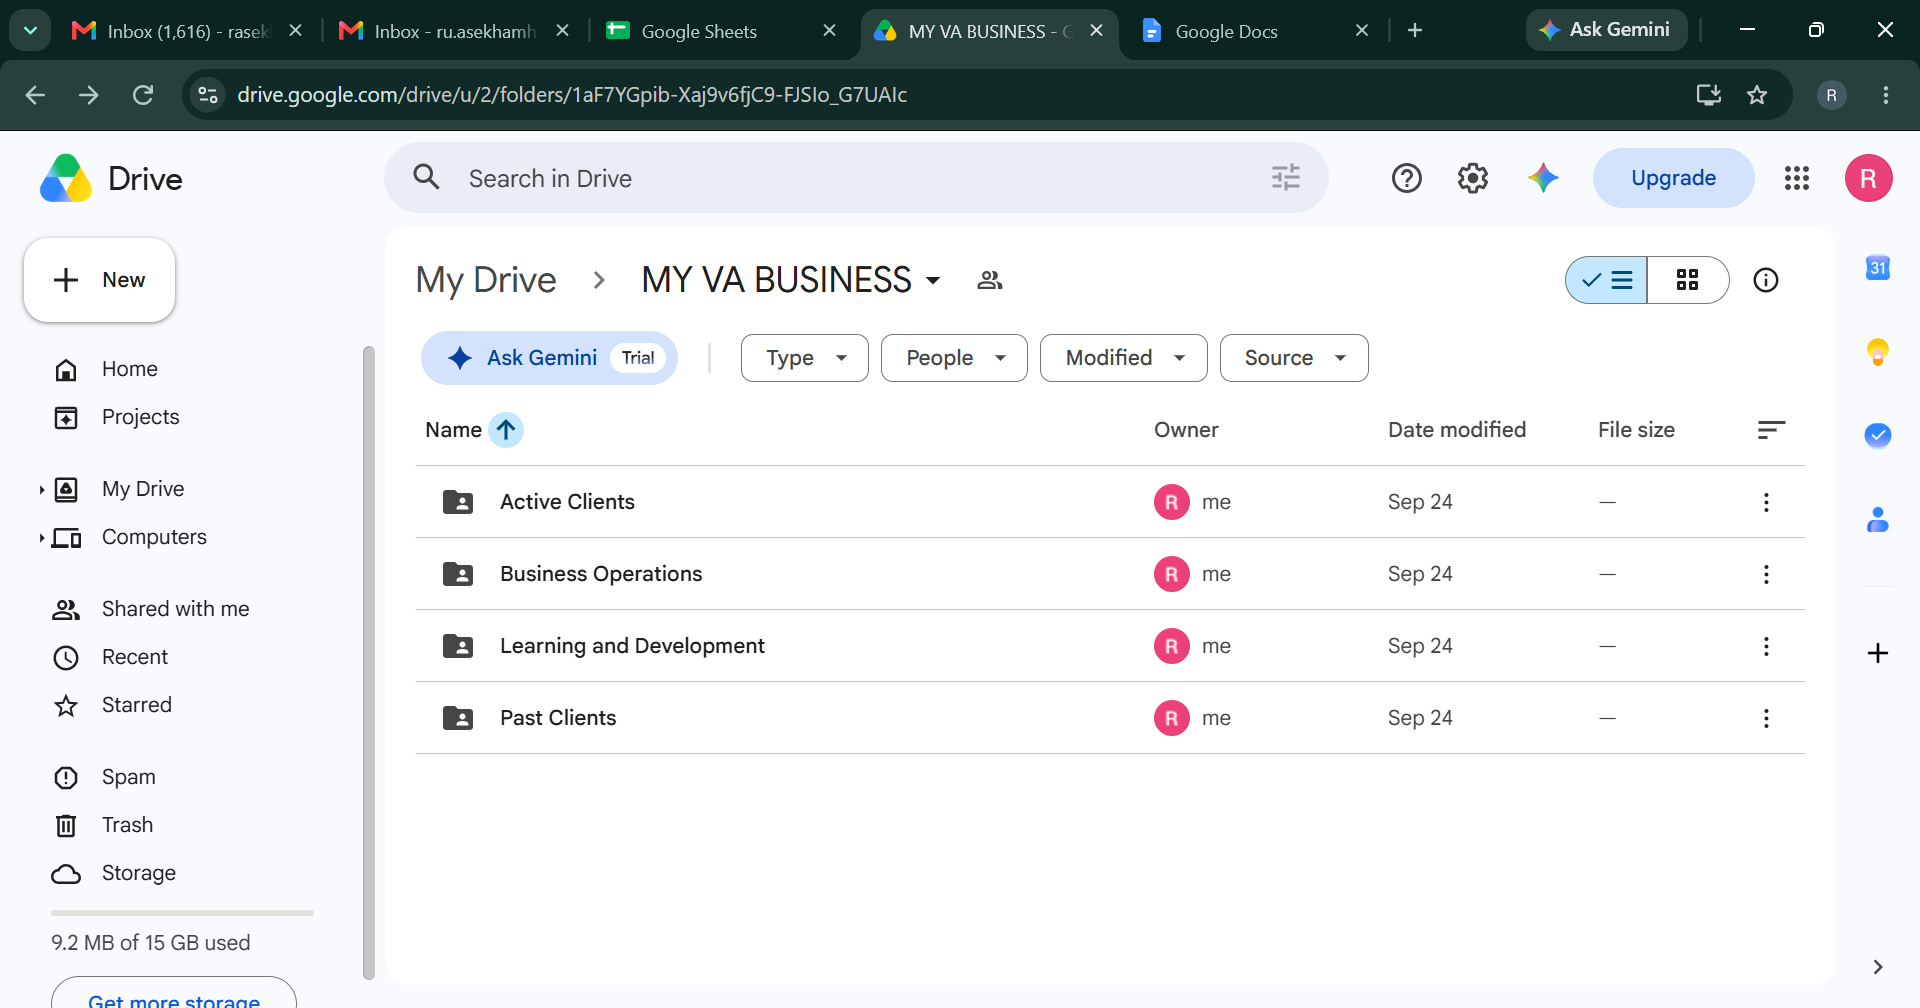 Inbox (1,616) - rasek
Inbox - ru.asekhamh
Google Sheets
MY VA BUSINESS - G
Google Docs
Ask Gemini
drive.google.com/drive/u/2/folders/1aF7YGpib-Xaj9v6fjC9-FJSIo_G7UAIc
R
Drive
Search in Drive
Upgrade
R
New
My Drive
MY VA BUSINESS
31
Ask Gemini Trial
Type
People
Modified
Source
Home
Projects
My Drive
Computers
Shared with me
Recent
Starred
Spam
Trash
Storage
9.2 MB of 15 GB used
Get more storage
Name Owner Date modified File size
Active Clients R me Sep 24 —
Business Operations R me Sep 24 —
Learning and Development R me Sep 24 —
Past Clients R me Sep 24 —